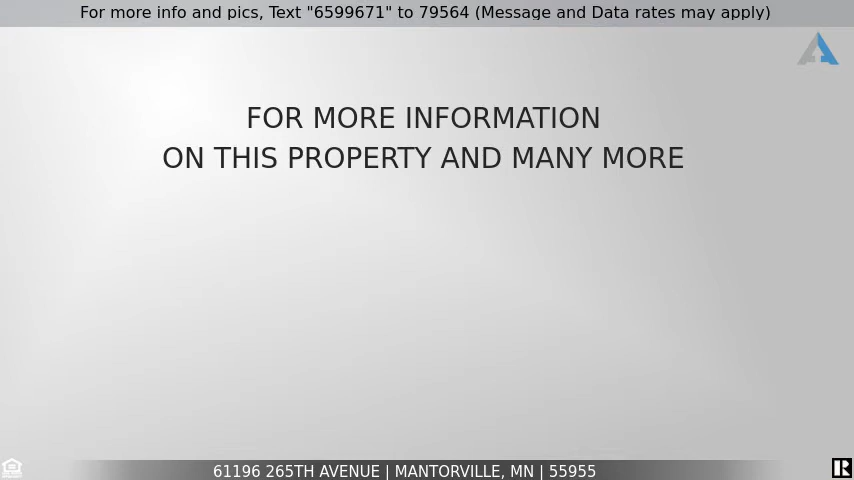 For more info and pics, Text "6599671" to 79564 (Message and Data rates may apply)
FOR MORE INFORMATION
ON THIS PROPERTY AND MANY MORE
61196 265TH AVENUE | MANTORVILLE, MN | 55955